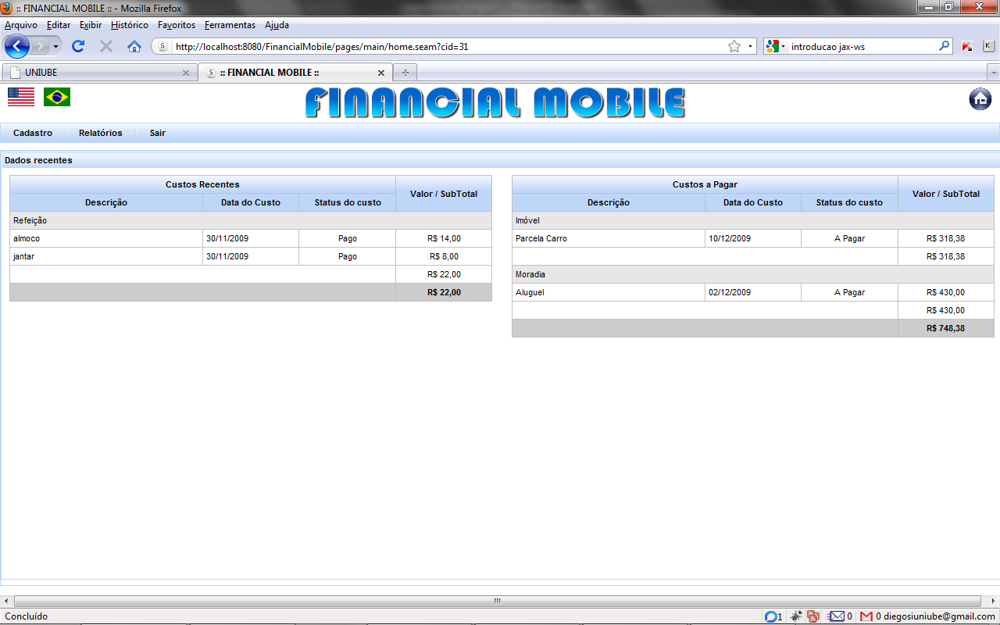 :: FINANCIAL MOBILE :: - Mozilla Firefox
Arquivo Editar Exibir Histórico Favoritos Ferramentas Ajuda
S http://localhost:8080/FinancialMobile/pages/main/home.seam?cid=31 introducao jax-ws
UNIUBE S :: FINANCIAL MOBILE ::
FINANCIAL MOBILE
Cadastro Relatórios Sair
Dados recentes
Custos Recentes Valor / SubTotal
Descrição Data do Custo Status do custo
Refeição
almoco 30/11/2009 Pago R$ 14,00
jantar 30/11/2009 Pago R$ 8,00
R$ 22,00
R$ 22,00
Custos a Pagar Valor / SubTotal
Descrição Data do Custo Status do custo
Imóvel
Parcela Carro 10/12/2009 A Pagar R$ 318,38
R$ 318,38
Moradia
Aluguel 02/12/2009 A Pagar R$ 430,00
R$ 430,00
R$ 748,38
Concluído 1 0 0 diegosiuniube@gmail.com